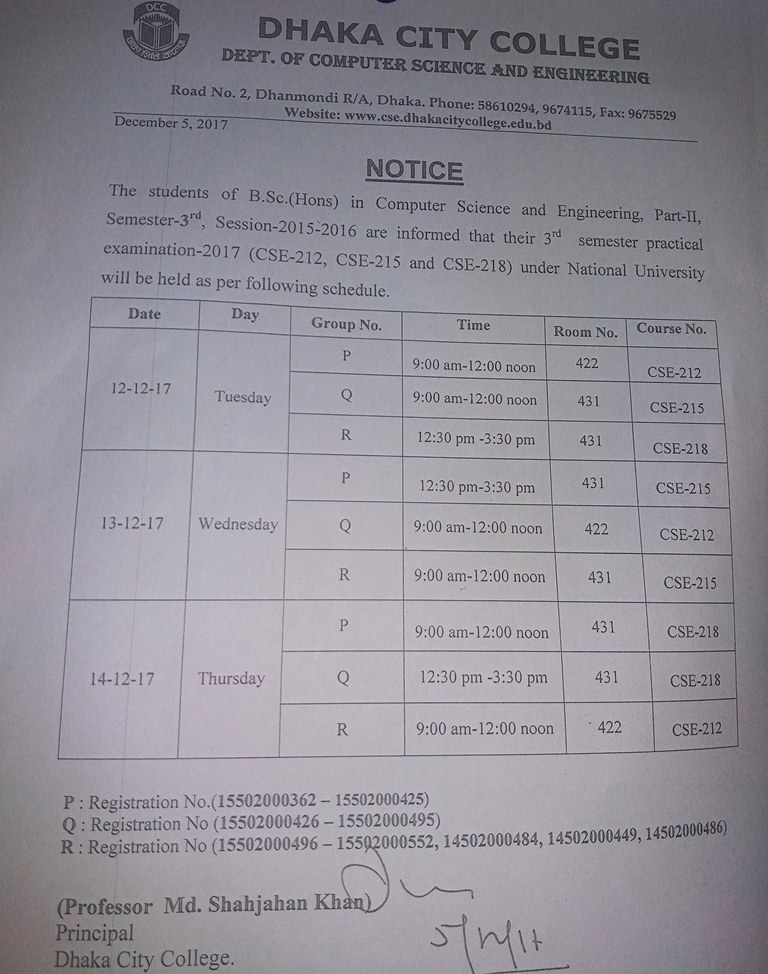 DCC
DHAKA CITY COLLEGE
DEPT. OF COMPUTER SCIENCE AND ENGINEERING
Road No. 2, Dhanmondi R/A, Dhaka. Phone: 58610294, 9674115, Fax: 9675529
Website: www.cse.dhakacitycollege.edu.bd
December 5, 2017
NOTICE
The students of B.Sc.(Hons) in Computer Science and Engineering, Part-II,
Semester-3rd, Session-2015-2016 are informed that their 3rd semester practical
examination-2017 (CSE-212, CSE-215 and CSE-218) under National University
will be held as per following schedule.
Date Day Group No. Time Room No. Course No.
12-12-17 Tuesday P 9:00 am-12:00 noon 422 CSE-212
Q 9:00 am-12:00 noon 431 CSE-215
R 12:30 pm -3:30 pm 431 CSE-218
13-12-17 Wednesday P 12:30 pm-3:30 pm 431 CSE-215
Q 9:00 am-12:00 noon 422 CSE-212
R 9:00 am-12:00 noon 431 CSE-215
14-12-17 Thursday P 9:00 am-12:00 noon 431 CSE-218
Q 12:30 pm -3:30 pm 431 CSE-218
R 9:00 am-12:00 noon 422 CSE-212
P : Registration No.(15502000362 – 15502000425)
Q : Registration No (15502000426 – 15502000495)
R : Registration No (15502000496 – 15502000552, 14502000484, 14502000449, 14502000486)
(Professor Md. Shahjahan Khan)
5/12/17
Principal
Dhaka City College.